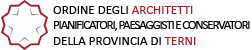 ORDINE DEGLI ARCHITETTI
PIANIFICATORI, PAESAGGISTI E CONSERVATORI
DELLA PROVINCIA DI TERNI